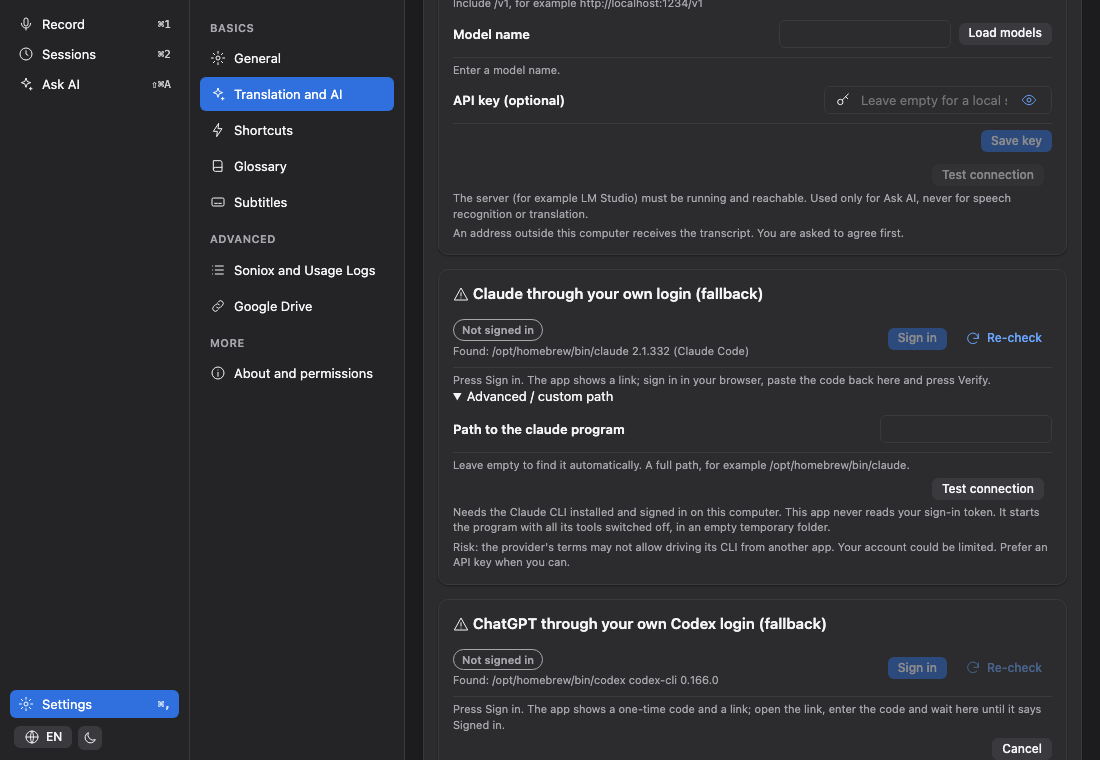 Record ⌘1
Sessions ⌘2
Ask AI ⇧⌘A
Settings ⌘,
EN
BASICS
General
Translation and AI
Shortcuts
Glossary
Subtitles
ADVANCED
Soniox and Usage Logs
Google Drive
MORE
About and permissions
Include /v1, for example http://localhost:1234/v1
Model name
Load models
Enter a model name.
API key (optional)
Leave empty for a local
Save key
Test connection
The server (for example LM Studio) must be running and reachable. Used only for Ask AI, never for speech
recognition or translation.
An address outside this computer receives the transcript. You are asked to agree first.
Claude through your own login (fallback)
Not signed in
Sign in
Re-check
Found: /opt/homebrew/bin/claude 2.1.332 (Claude Code)
Press Sign in. The app shows a link; sign in in your browser, paste the code back here and press Verify.
▼ Advanced / custom path
Path to the claude program
Leave empty to find it automatically. A full path, for example /opt/homebrew/bin/claude.
Test connection
Needs the Claude CLI installed and signed in on this computer. This app never reads your sign-in token. It starts
the program with all its tools switched off, in an empty temporary folder.
Risk: the provider's terms may not allow driving its CLI from another app. Your account could be limited. Prefer an
API key when you can.
ChatGPT through your own Codex login (fallback)
Not signed in
Sign in
Re-check
Found: /opt/homebrew/bin/codex codex-cli 0.166.0
Press Sign in. The app shows a one-time code and a link; open the link, enter the code and wait here until it says
Signed in.
Cancel